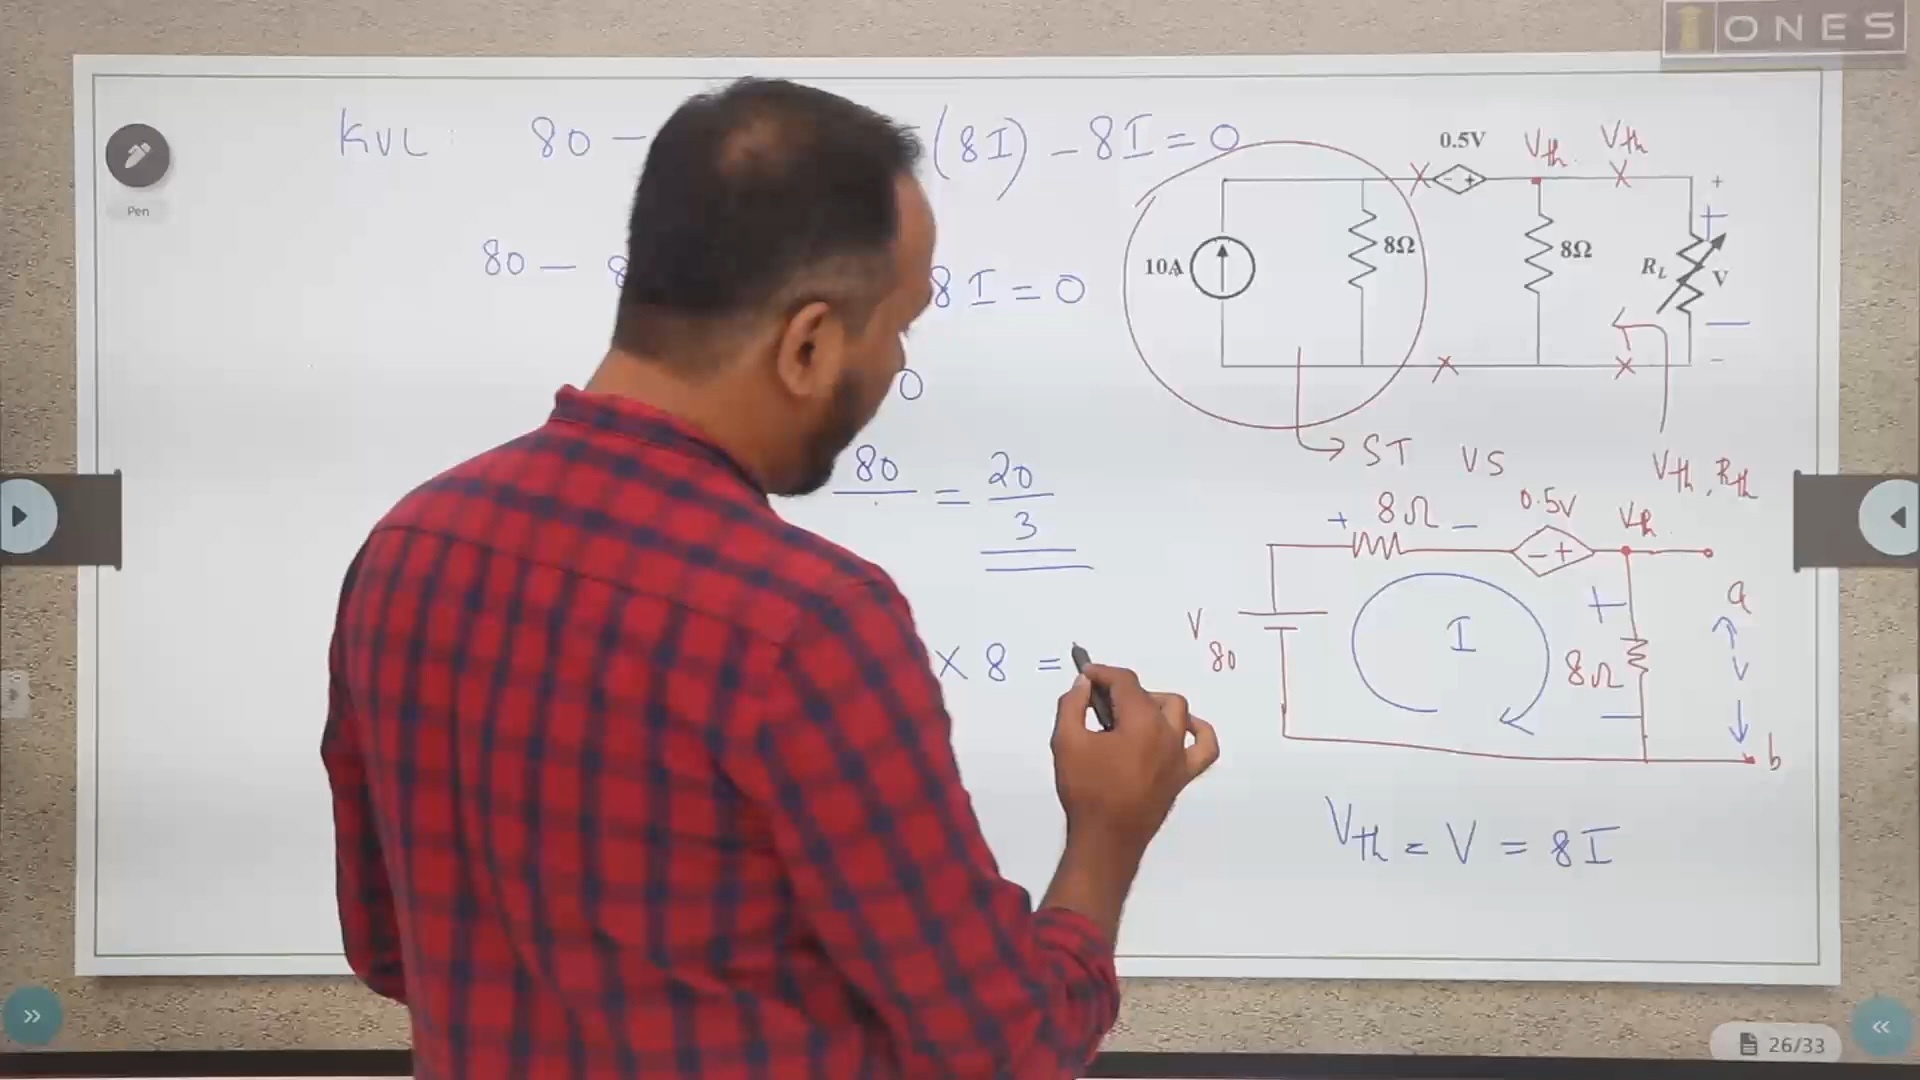 ONES
Pen
KVL: 80 − (8I) − 8I = 0
80 − 8I = 0
0
80 = 20/3
× 8 =
0.5V
Vth Vth
+
+
− +
10A
8Ω
8Ω
RL
V
−
ST VS
Vth, Rth
+ 8Ω −
0.5V
− +
Vth
V
80
I
+
8Ω
a
V
b
Vth = V = 8I
26/33